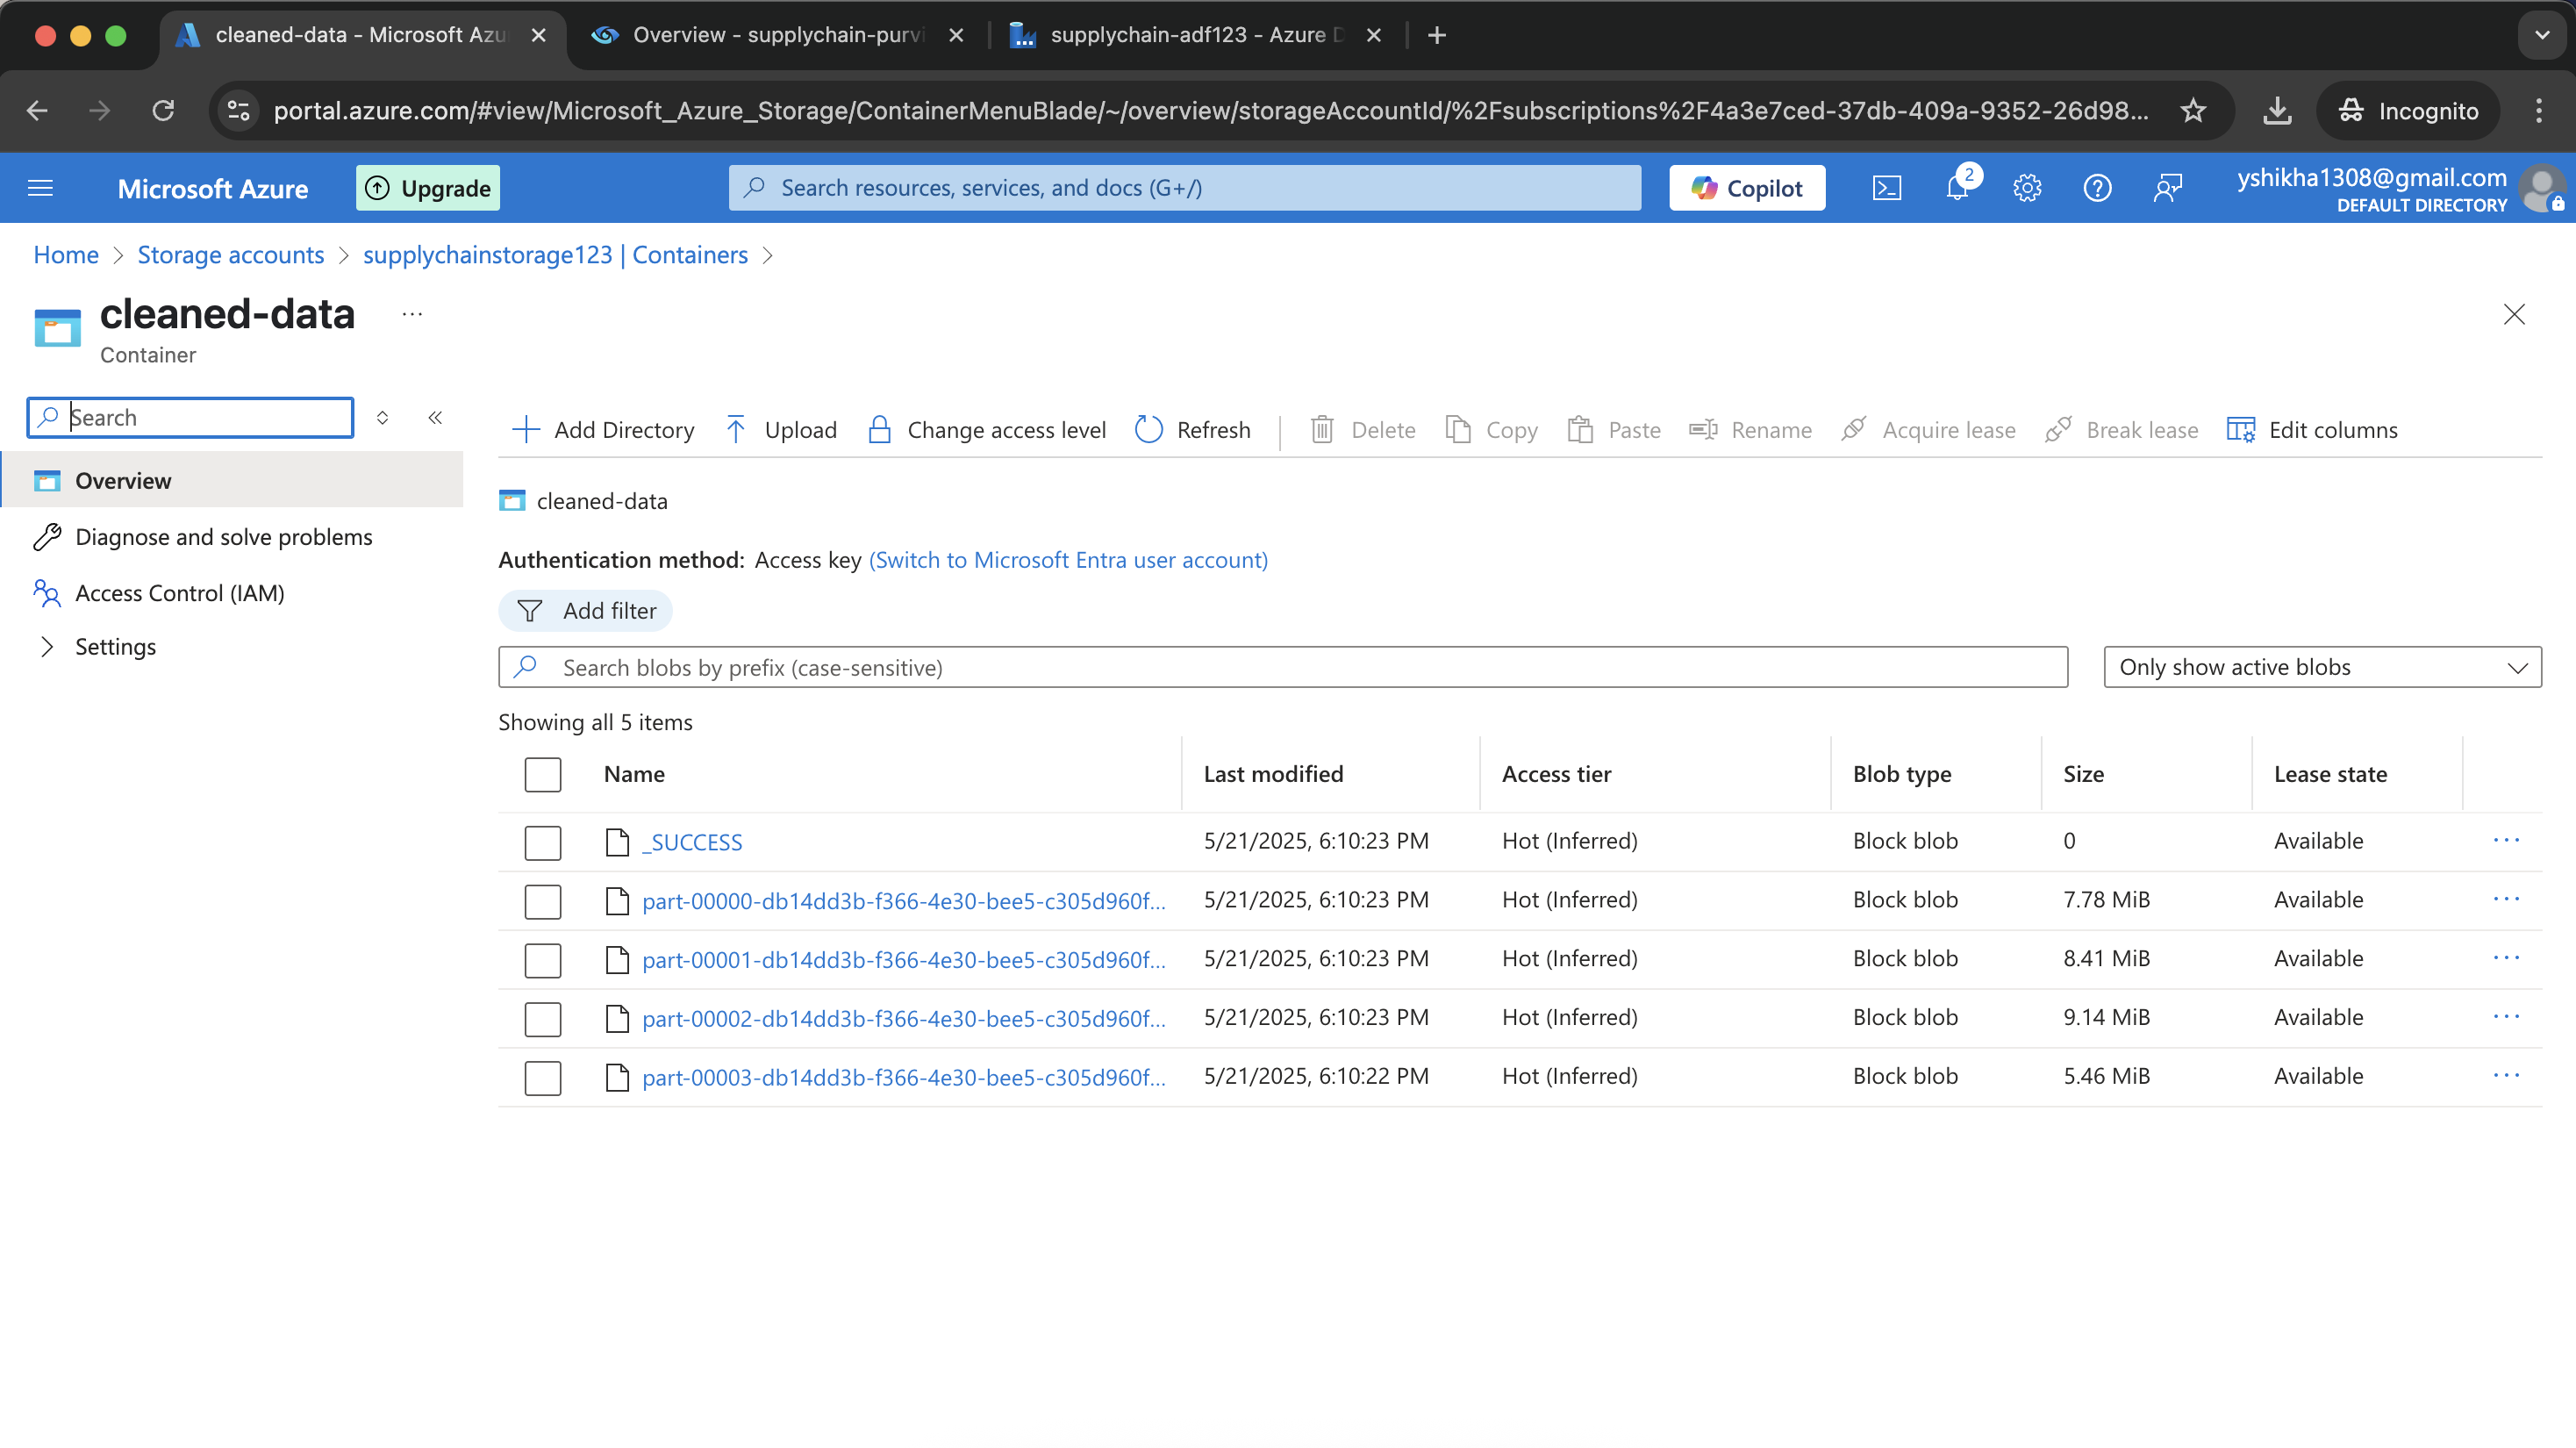 cleaned-data - Microsoft Azu
Overview - supplychain-purvi
supplychain-adf123 - Azure D
portal.azure.com/#view/Microsoft_Azure_Storage/ContainerMenuBlade/~/overview/storageAccountId/%2Fsubscriptions%2F4a3e7ced-37db-409a-9352-26d98...
Incognito
Microsoft Azure
Upgrade
Search resources, services, and docs (G+/)
Copilot
2
yshikha1308@gmail.com
DEFAULT DIRECTORY
Home > Storage accounts > supplychainstorage123 | Containers >
cleaned-data ...
Container
Search
Add Directory Upload Change access level Refresh Delete Copy Paste Rename Acquire lease Break lease Edit columns
Overview
Diagnose and solve problems
Access Control (IAM)
Settings
cleaned-data
Authentication method: Access key (Switch to Microsoft Entra user account)
Add filter
Search blobs by prefix (case-sensitive)
Only show active blobs
Showing all 5 items
Name Last modified Access tier Blob type Size Lease state
_SUCCESS 5/21/2025, 6:10:23 PM Hot (Inferred) Block blob 0 Available ...
part-00000-db14dd3b-f366-4e30-bee5-c305d960f... 5/21/2025, 6:10:23 PM Hot (Inferred) Block blob 7.78 MiB Available ...
part-00001-db14dd3b-f366-4e30-bee5-c305d960f... 5/21/2025, 6:10:23 PM Hot (Inferred) Block blob 8.41 MiB Available ...
part-00002-db14dd3b-f366-4e30-bee5-c305d960f... 5/21/2025, 6:10:23 PM Hot (Inferred) Block blob 9.14 MiB Available ...
part-00003-db14dd3b-f366-4e30-bee5-c305d960f... 5/21/2025, 6:10:22 PM Hot (Inferred) Block blob 5.46 MiB Available ...